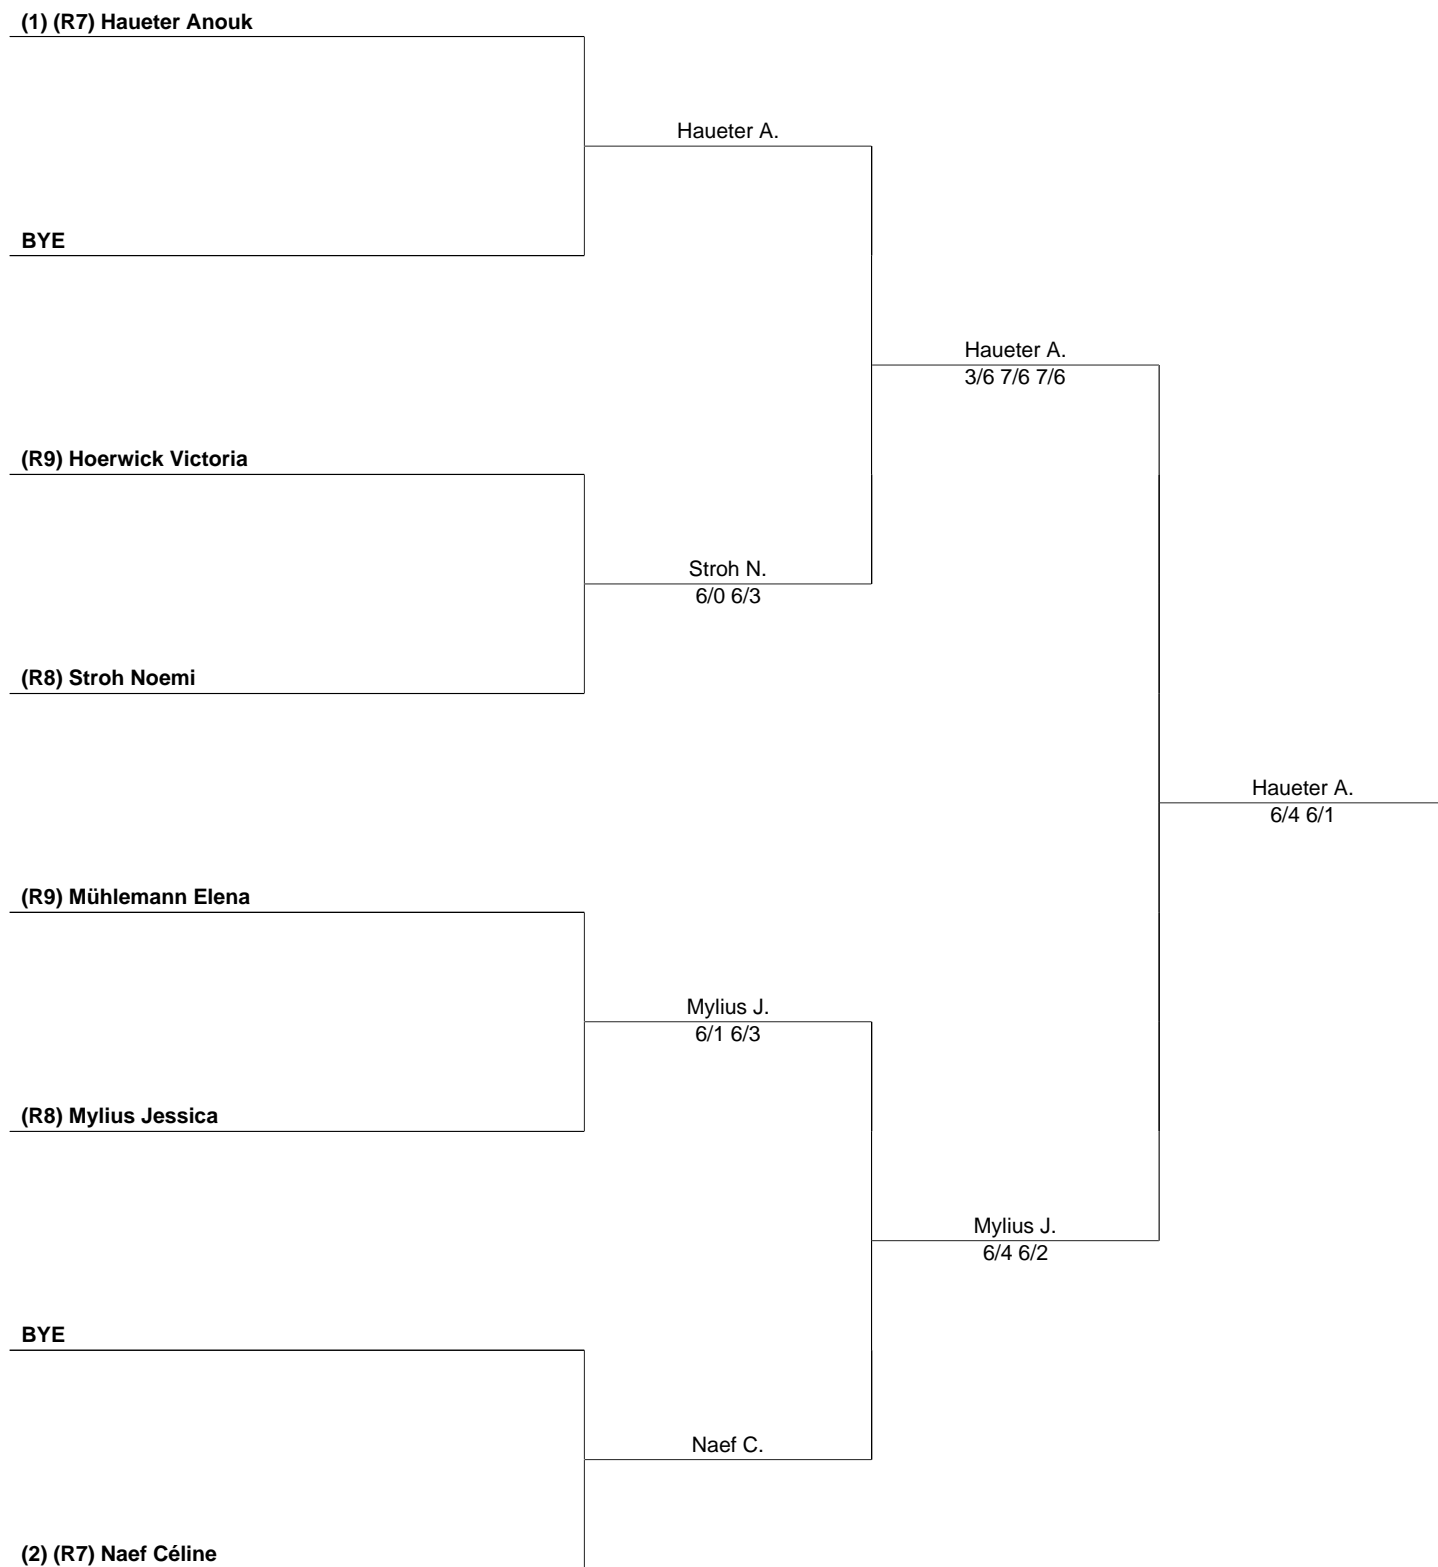 (1) (R7) Haueter Anouk
Haueter A.
BYE
Haueter A.
3/6 7/6 7/6
(R9) Hoerwick Victoria
Stroh N.
6/0 6/3
(R8) Stroh Noemi
Haueter A.
6/4 6/1
(R9) Mühlemann Elena
Mylius J.
6/1 6/3
(R8) Mylius Jessica
Mylius J.
6/4 6/2
BYE
Naef C.
(2) (R7) Naef Céline